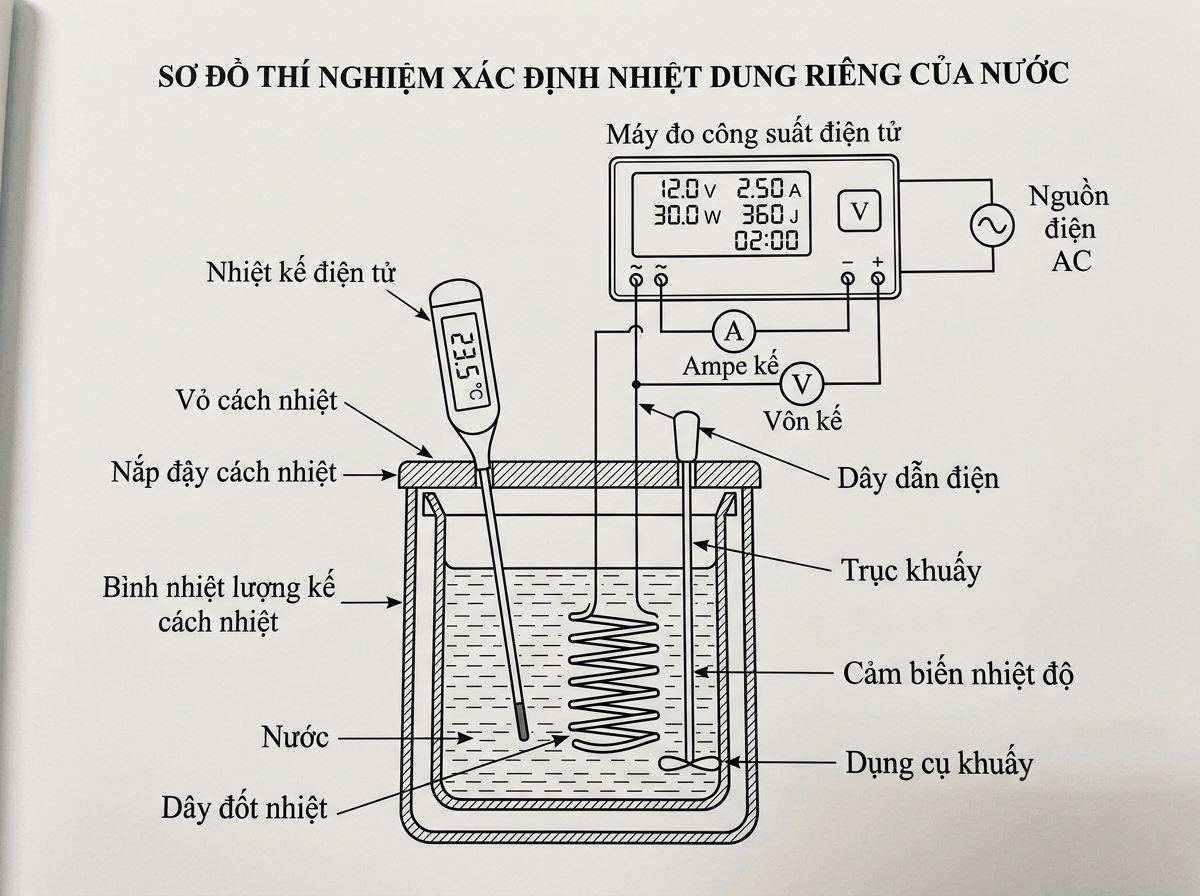 SƠ ĐỒ THÍ NGHIỆM XÁC ĐỊNH NHIỆT DUNG RIÊNG CỦA NƯỚC
Máy đo công suất điện tử
12.0 V 2.50 A
30.0 W 360 J
02:00
V
~ ~ − +
Nguồn
điện
AC
Nhiệt kế điện tử
23.5 °C
A
Ampe kế
V
Vôn kế
Vỏ cách nhiệt
Nắp đậy cách nhiệt
Dây dẫn điện
Trục khuấy
Bình nhiệt lượng kế
cách nhiệt
Cảm biến nhiệt độ
Nước
Dụng cụ khuấy
Dây đốt nhiệt